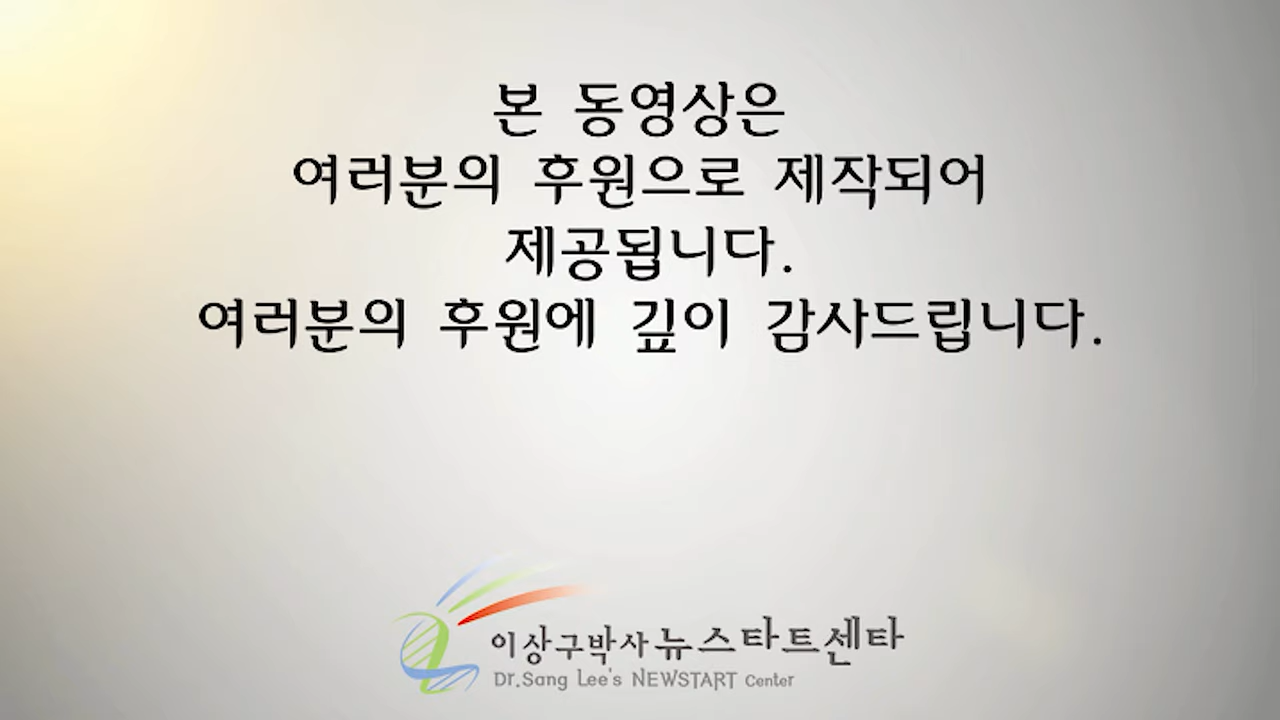 본 동영상은
여러분의 후원으로 제작되어
제공됩니다.
여러분의 후원에 깊이 감사드립니다.
이상구박사 뉴스타트센타
Dr.Sang Lee's NEWSTART Center